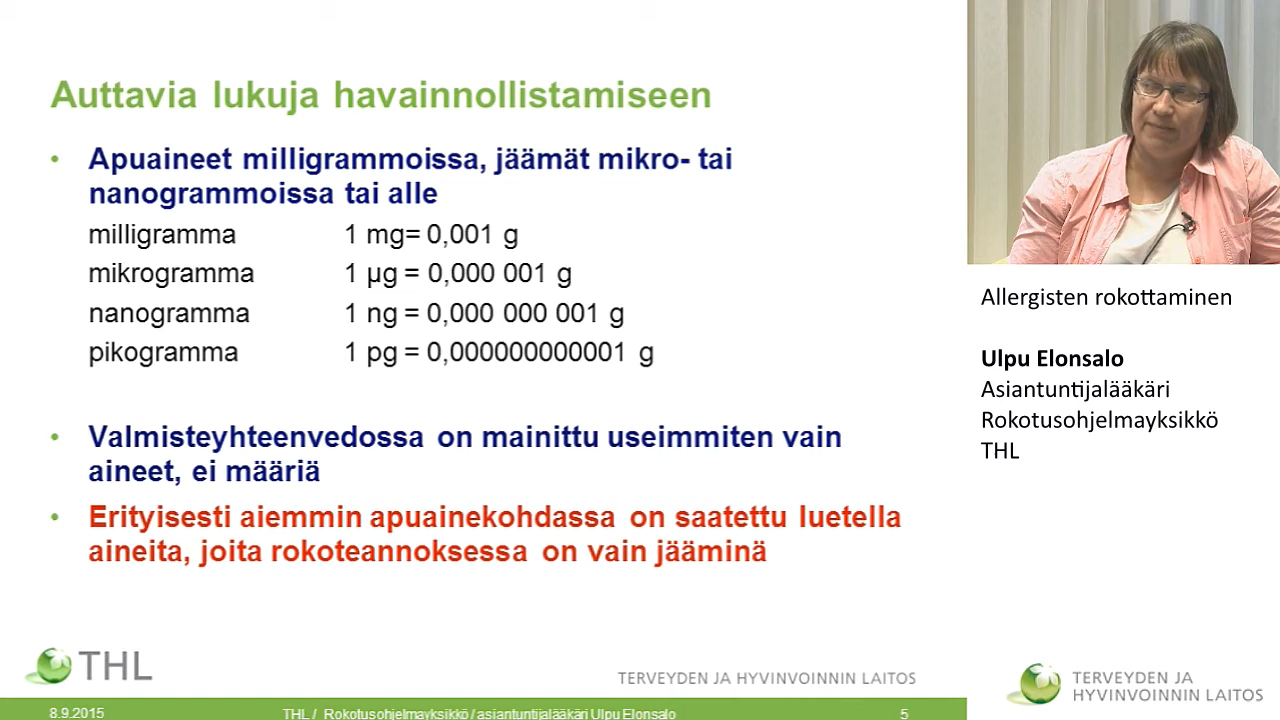 Auttavia lukuja havainnollistamiseen
• Apuaineet milligrammoissa, jäämät mikro- tai
nanogrammoissa tai alle
milligramma 1 mg= 0,001 g
mikrogramma 1 µg = 0,000 001 g
nanogramma 1 ng = 0,000 000 001 g
pikogramma 1 pg = 0,000000000001 g
• Valmisteyhteenvedossa on mainittu useimmiten vain
aineet, ei määriä
• Erityisesti aiemmin apuainekohdassa on saatettu luetella
aineita, joita rokoteannoksessa on vain jääminä
THL
TERVEYDEN JA HYVINVOINNIN LAITOS
8.9.2015 THL / Rokotusohjelmayksikkö / asiantuntijalääkäri Ulpu Elonsalo 5
Allergisten rokottaminen
Ulpu Elonsalo
Asiantuntijalääkäri
Rokotusohjelmayksikkö
THL
TERVEYDEN JA
HYVINVOINNIN LAITOS